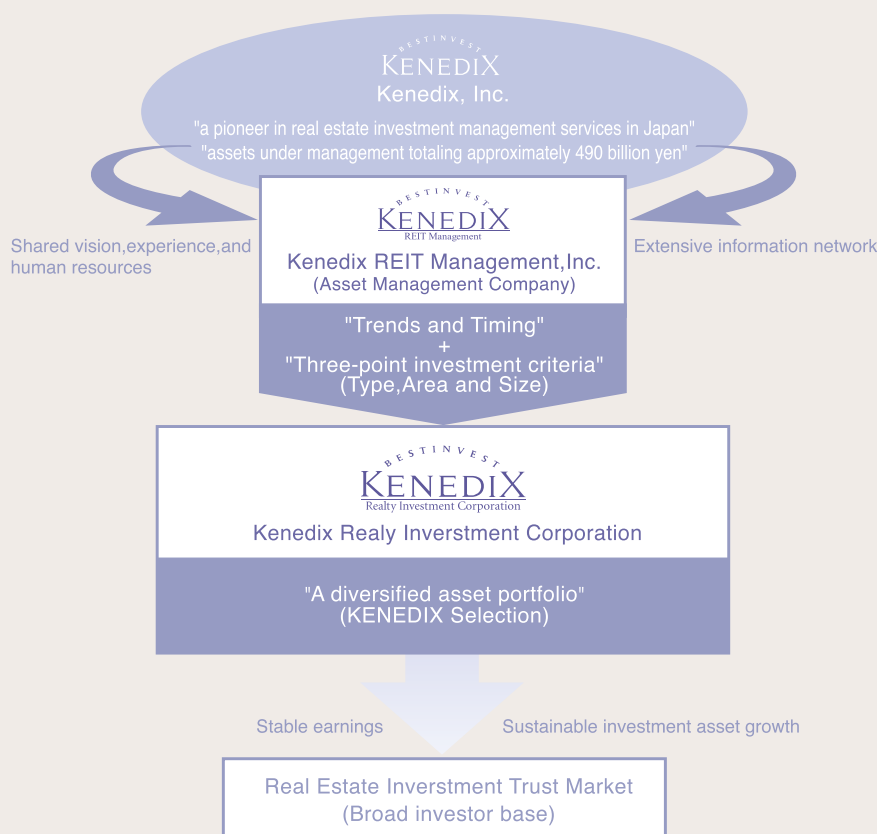 BESTINVEST
KENEDIX
Kenedix, Inc.
"a pioneer in real estate investment management services in Japan"
"assets under management totaling approximately 490 billion yen"
BESTINVEST
KENEDIX
REIT Management
Shared vision,experience,and
human resources
Extensive information network
Kenedix REIT Management,Inc.
(Asset Management Company)
"Trends and Timing"
+
"Three-point investment criteria"
(Type,Area and Size)
BESTINVEST
KENEDIX
Realty Investment Corporation
Kenedix Realy Inverstment Corporation
"A diversified asset portfolio"
(KENEDIX Selection)
Stable earnings
Sustainable investment asset growth
Real Estate Inverstment Trust Market
(Broad investor base)